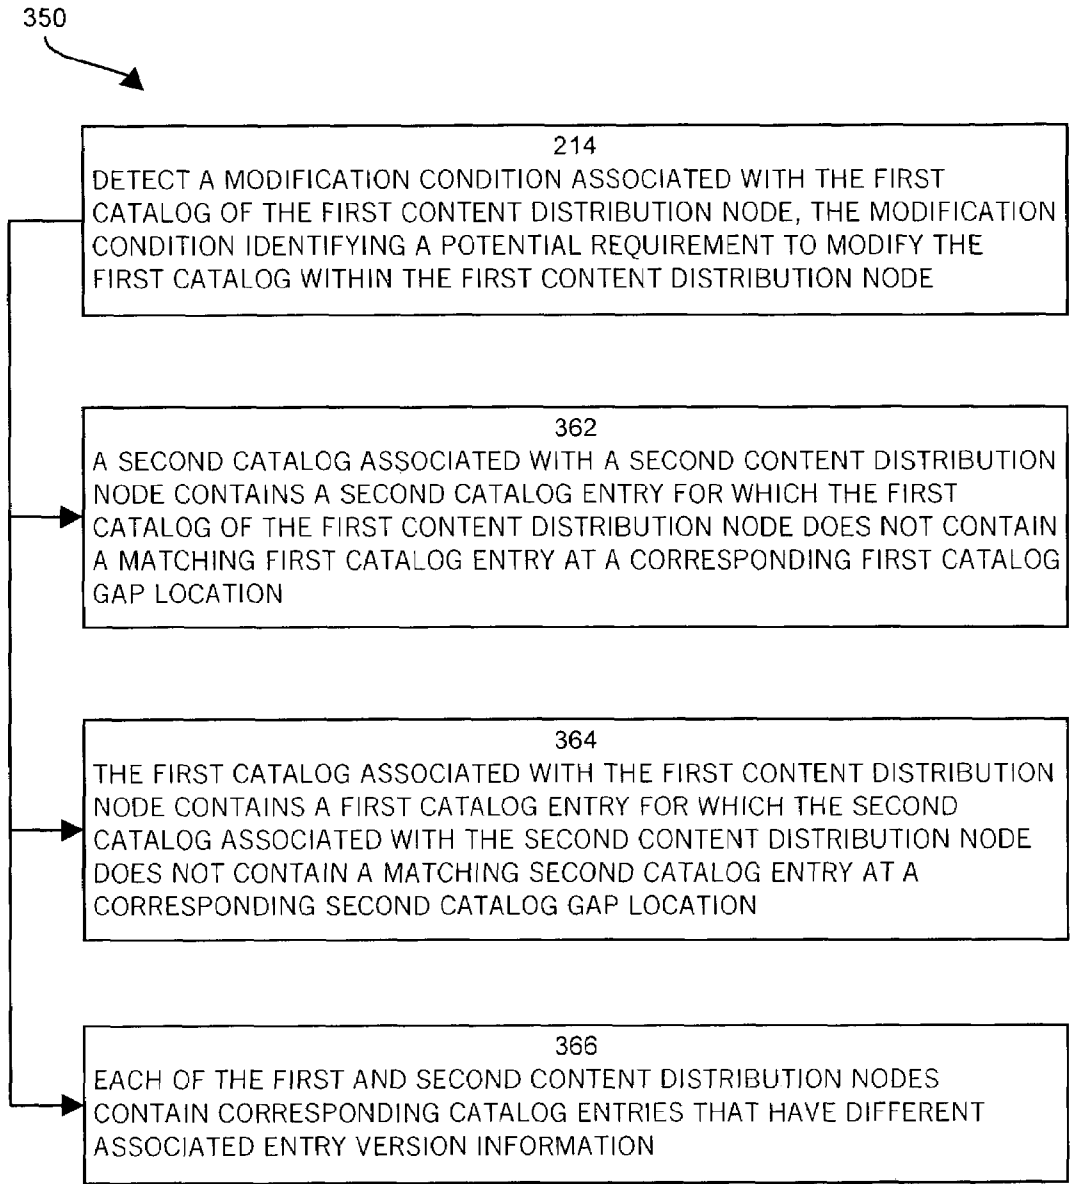 350
214
DETECT A MODIFICATION CONDITION ASSOCIATED WITH THE FIRST
CATALOG OF THE FIRST CONTENT DISTRIBUTION NODE, THE MODIFICATION
CONDITION IDENTIFYING A POTENTIAL REQUIREMENT TO MODIFY THE
FIRST CATALOG WITHIN THE FIRST CONTENT DISTRIBUTION NODE
362
A SECOND CATALOG ASSOCIATED WITH A SECOND CONTENT DISTRIBUTION
NODE CONTAINS A SECOND CATALOG ENTRY FOR WHICH THE FIRST
CATALOG OF THE FIRST CONTENT DISTRIBUTION NODE DOES NOT CONTAIN
A MATCHING FIRST CATALOG ENTRY AT A CORRESPONDING FIRST CATALOG
GAP LOCATION
364
THE FIRST CATALOG ASSOCIATED WITH THE FIRST CONTENT DISTRIBUTION
NODE CONTAINS A FIRST CATALOG ENTRY FOR WHICH THE SECOND
CATALOG ASSOCIATED WITH THE SECOND CONTENT DISTRIBUTION NODE
DOES NOT CONTAIN A MATCHING SECOND CATALOG ENTRY AT A
CORRESPONDING SECOND CATALOG GAP LOCATION
366
EACH OF THE FIRST AND SECOND CONTENT DISTRIBUTION NODES
CONTAIN CORRESPONDING CATALOG ENTRIES THAT HAVE DIFFERENT
ASSOCIATED ENTRY VERSION INFORMATION